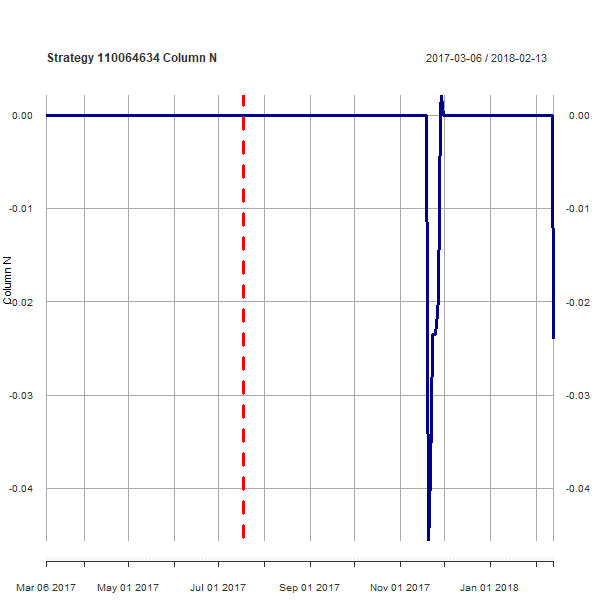 Strategy 110064634 Column N
2017-03-06 / 2018-02-13
0.00 0.00
-0.01 -0.01
Column N
-0.02 -0.02
-0.03 -0.03
-0.04 -0.04
Mar 06 2017 May 01 2017 Jul 01 2017 Sep 01 2017 Nov 01 2017 Jan 01 2018